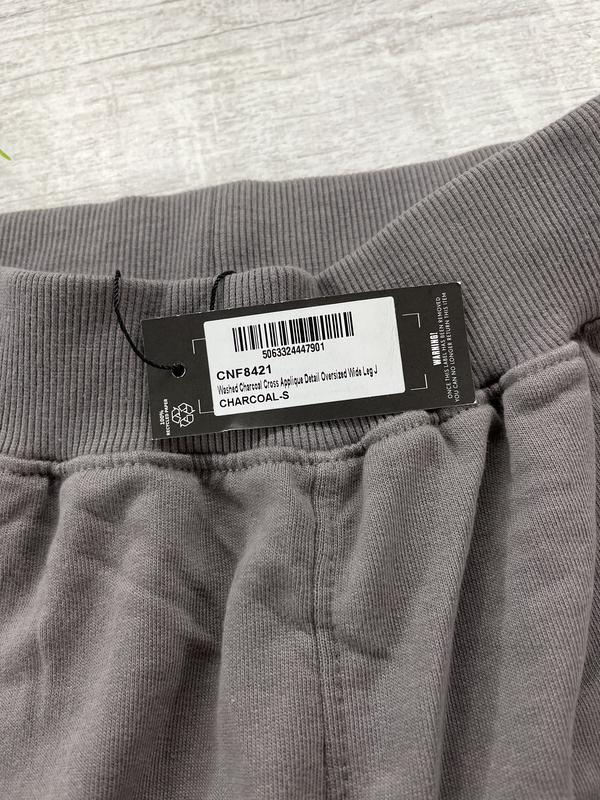 5063324447901
CNF8421
Washed Charcoal Cross Applique Detail Oversized Wide Leg J
CHARCOAL-S
100%
RECYCLED PAPER
WARNING!
ONCE THIS LABEL HAS BEEN REMOVED
YOU CAN NO LONGER RETURN THIS ITEM